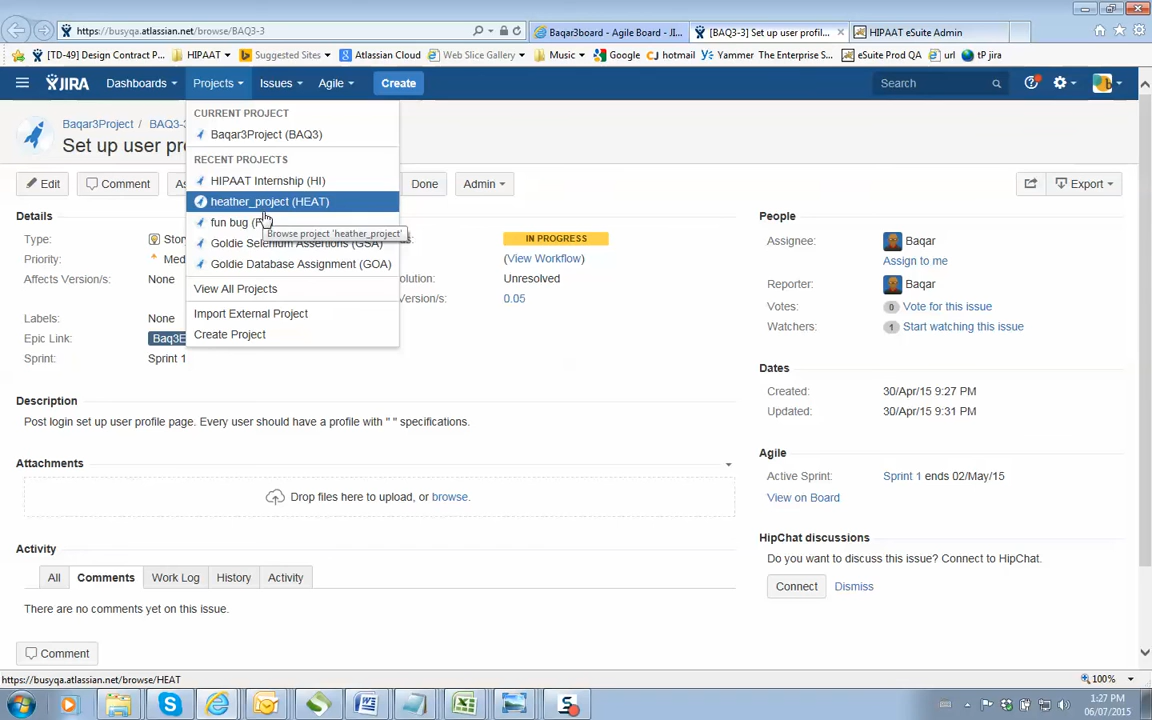 https://busyqa.atlassian.net/browse/BAQ3-3
Baqar3board - Agile Board - JI...
[BAQ3-3] Set up user profil...
HIPAAT eSuite Admin
[TD-49] Design Contract P...
HIPAAT
Suggested Sites
Atlassian Cloud
Web Slice Gallery
Music
Google
hotmail
Yammer Yammer The Enter...
eSuite Prod QA
url
tP jira
JIRA
Dashboards
Projects
Issues
Agile
Create
Search
CURRENT PROJECT
Baqar3Project (BAQ3)
RECENT PROJECTS
HIPAAT Internship (HI)
heather_project (HEAT)
fun bug
Browse project 'heather_project'
Goldie Selenium Assertions (GSA)
Goldie Database Assignment (GOA)
View All Projects
Import External Project
Create Project
Baqar3Project / BAQ3-3
Set up user pr
Edit
Comment
As
Done
Admin
Export
Details
Type:
Story
Priority:
Med
Affects Version/s:
None
Labels:
None
Epic Link:
Baq3E
Sprint:
Sprint 1
s:
IN PROGRESS
(View Workflow)
olution:
Unresolved
Version/s:
0.05
Description
Post login set up user profile page. Every user should have a profile with " " specifications.
Attachments
Drop files here to upload, or browse.
Activity
All
Comments
Work Log
History
Activity
There are no comments yet on this issue.
Comment
People
Assignee:
Baqar
Assign to me
Reporter:
Baqar
Votes:
0 Vote for this issue
Watchers:
1 Start watching this issue
Dates
Created:
30/Apr/15 9:27 PM
Updated:
30/Apr/15 9:31 PM
Agile
Active Sprint:
Sprint 1 ends 02/May/15
View on Board
HipChat discussions
Do you want to discuss this issue? Connect to HipChat.
Connect
Dismiss
https://busyqa.atlassian.net/browse/HEAT
100%
1:27 PM
06/07/2015